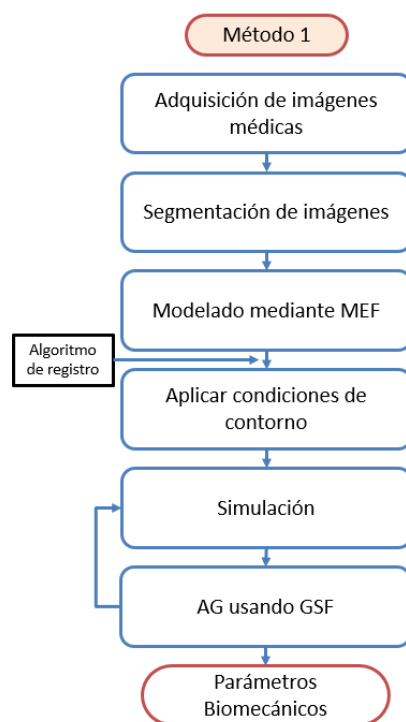 Método 1
Adquisición de imágenes
médicas
Segmentación de imágenes
Modelado mediante MEF
Algoritmo
de registro
Aplicar condiciones de
contorno
Simulación
AG usando GSF
Parámetros
Biomecánicos